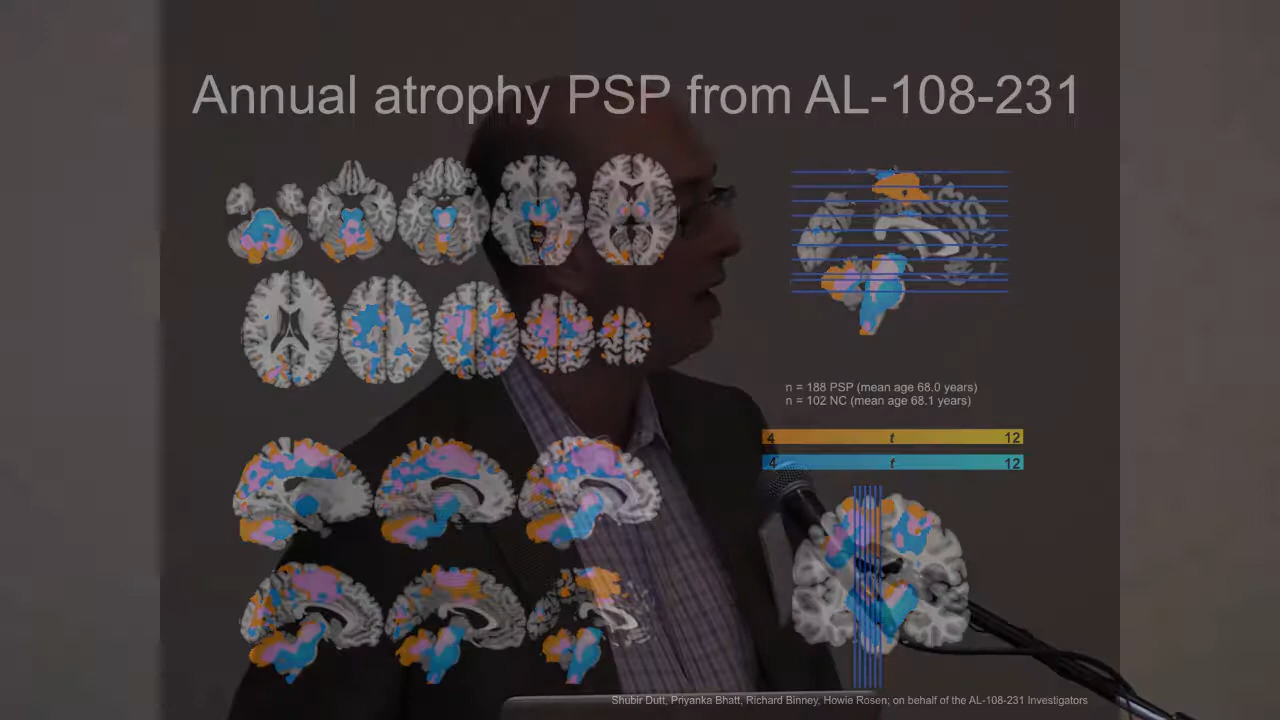 Annual atrophy PSP from AL-108-231
n = 188 PSP (mean age 68.0 years)
n = 102 NC (mean age 68.1 years)
4 t 12
4 t 12
Shubir Dutt, Priyanka Bhatt, Richard Binney, Howie Rosen; on behalf of the AL-108-231 Investigators